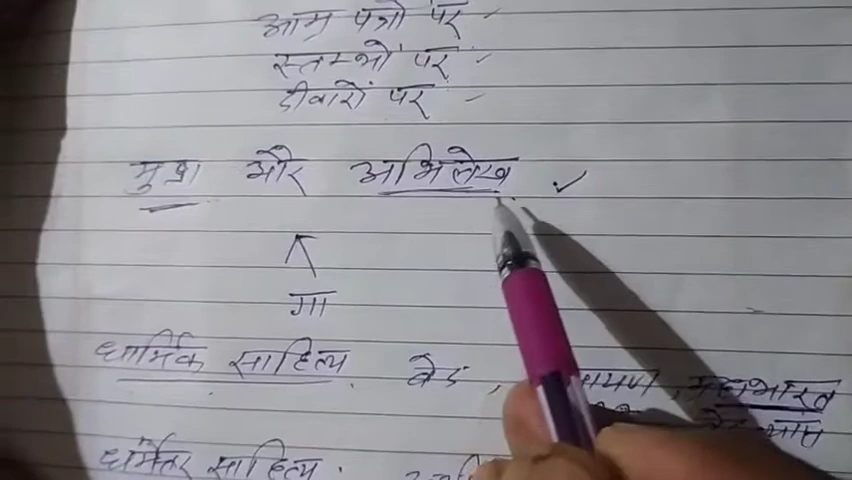 ताम्र पत्रों पर
स्तम्भों पर
दीवारों पर
मुद्रा और अभिलेख
गा
धार्मिक साहित्य वेद, महाभारत
धर्मेतर साहित्य